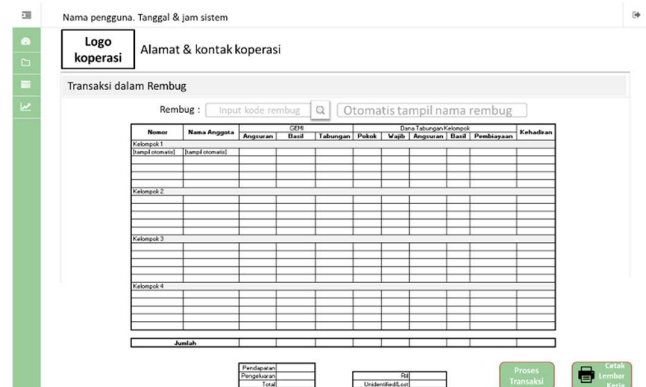 Nama pengguna. Tanggal & jam sistem
Logo koperasi
Alamat & kontak koperasi
Transaksi dalam Rembug
Rembug : Input kode rembug Otomatis tampil nama rembug
Nomor Nama Anggota GEMI Dana Tabungan Kelompok Kehadiran
Angsuran Basil Tabungan Pokok Wajib Angsuran Basil Pembiayaan
Kelompok 1
[tampil otomatis] [tampil otomatis]
Kelompok 2
Kelompok 3
Kelompok 4
Jumlah
Pendapatan
Pengeluaran
Total
Riil
Unidentified/Lost
Proses Transaksi
Cetak Lembar Kerja